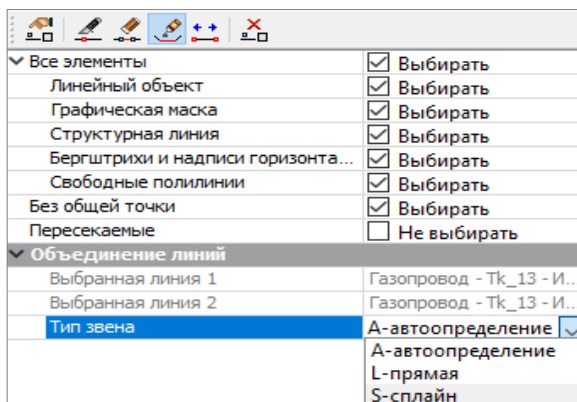 Все элементы Выбирать
Линейный объект Выбирать
Графическая маска Выбирать
Структурная линия Выбирать
Бергштрихи и надписи горизонта... Выбирать
Свободные полилинии Выбирать
Без общей точки Выбирать
Пересекаемые Не выбирать
Объединение линий
Выбранная линия 1 Газопровод - Tk_13 - И...
Выбранная линия 2 Газопровод - Tk_13 - И...
Тип звена А-автоопределение
А-автоопределение
L-прямая
S-сплайн